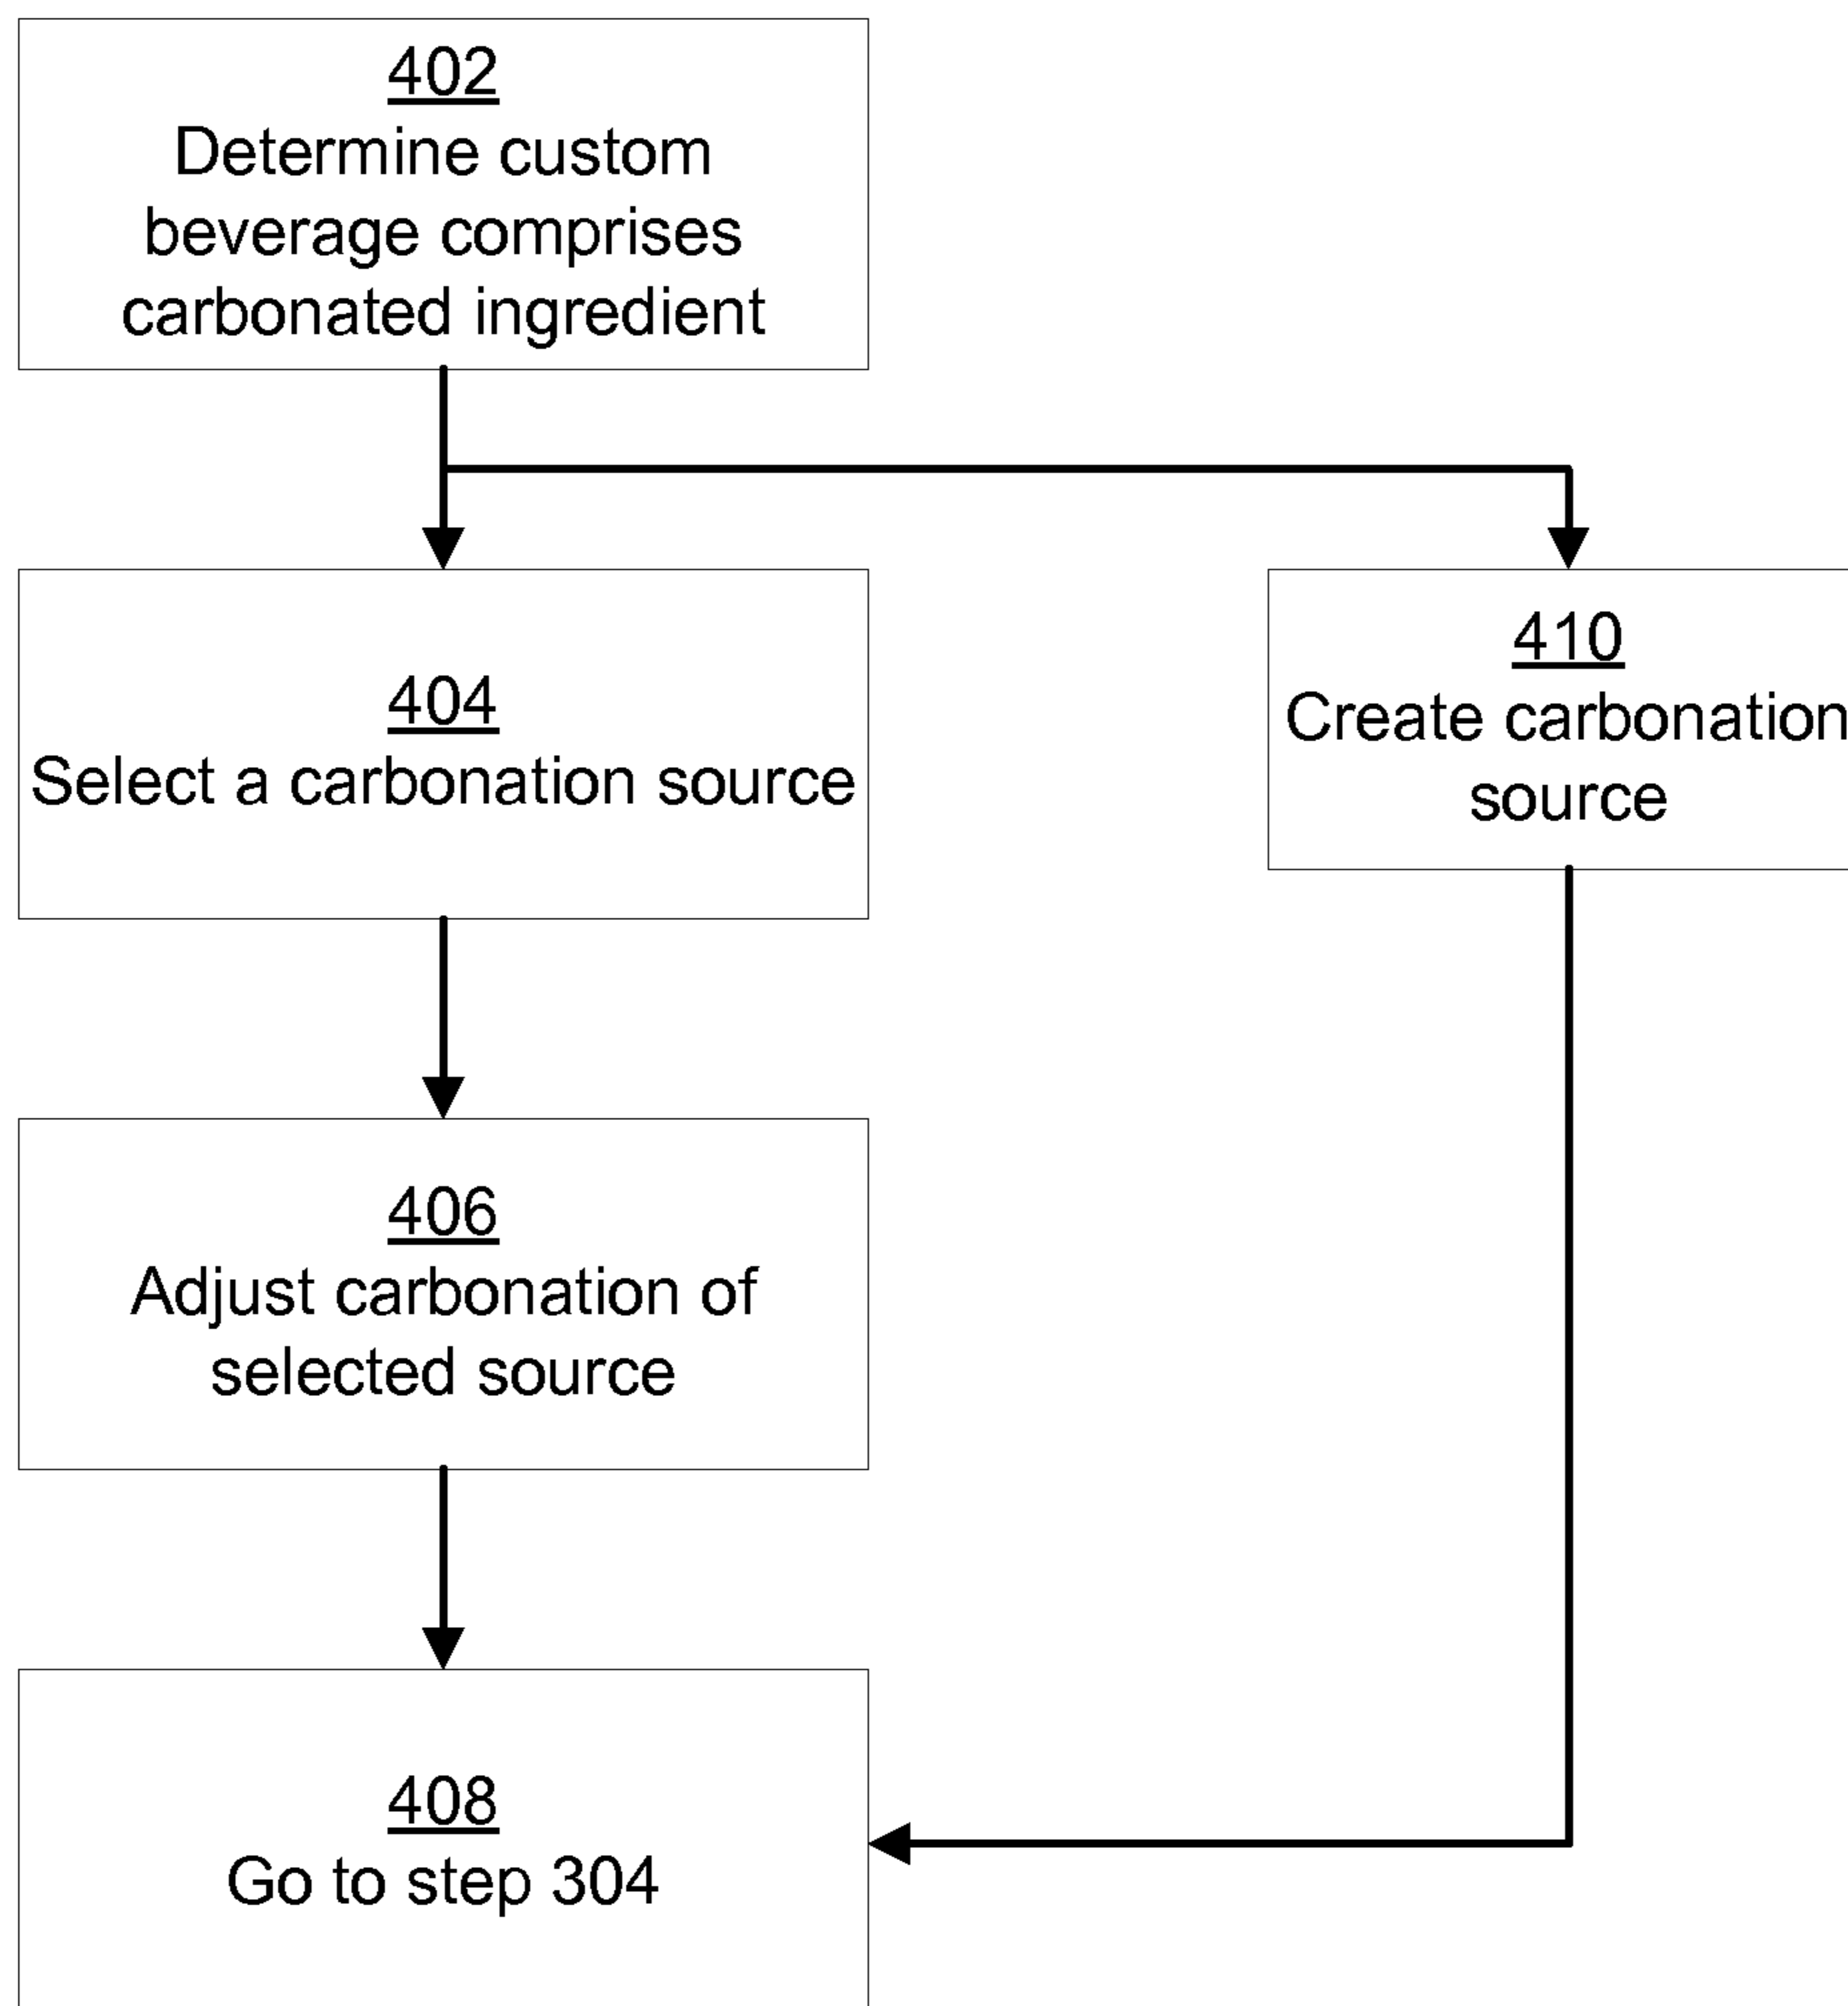 402
Determine custom
beverage comprises
carbonated ingredient
404
Select a carbonation source
410
Create carbonation
source
406
Adjust carbonation of
selected source
408
Go to step 304